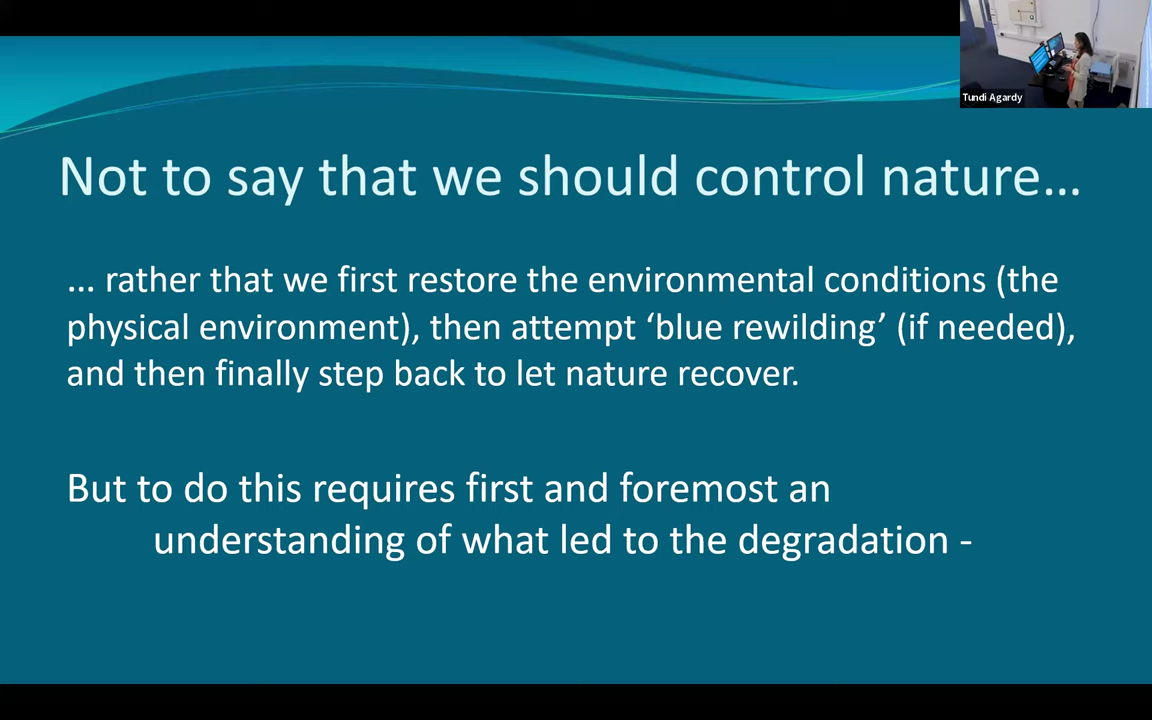 Tundi Agardy
Not to say that we should control nature…
… rather that we first restore the environmental conditions (the
physical environment), then attempt ‘blue rewilding’ (if needed),
and then finally step back to let nature recover.
But to do this requires first and foremost an
understanding of what led to the degradation -